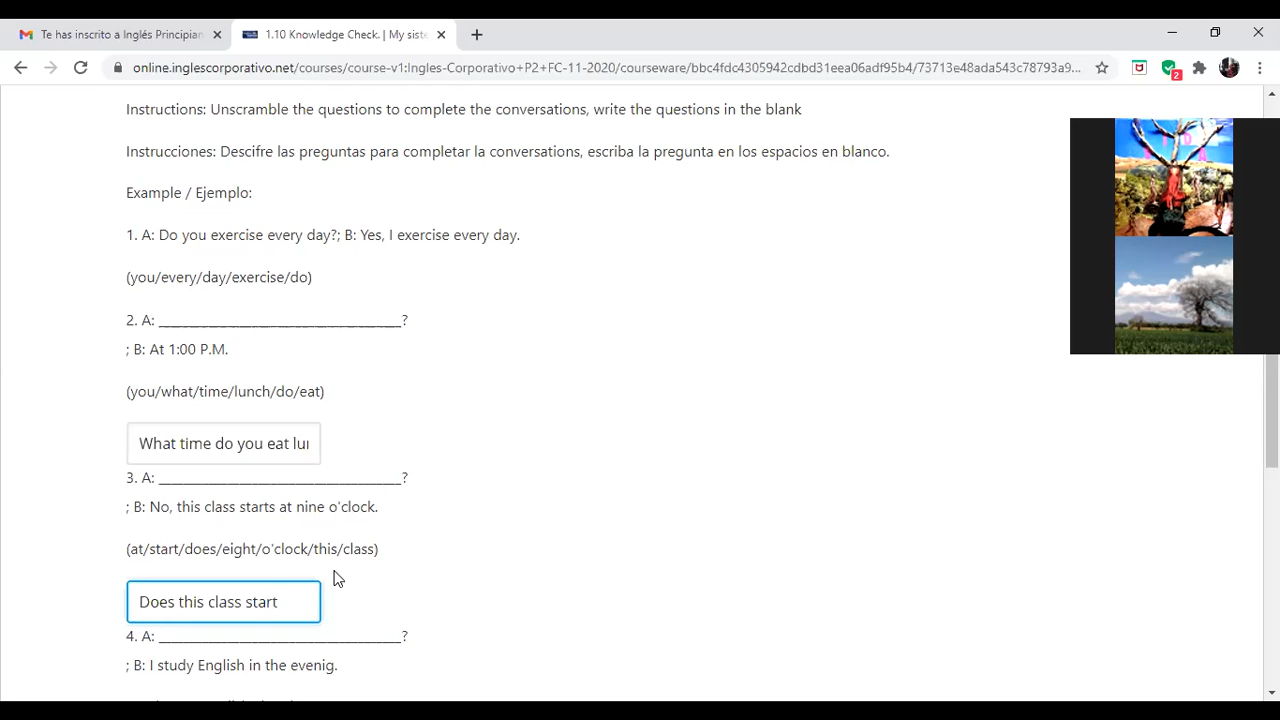 Te has inscrito a Inglés Principian
1.10 Knowledge Check. | My siste
online.inglescorporativo.net/courses/course-v1:Ingles-Corporativo+P2+FC-11-2020/courseware/bbc4fdc4305942cdbd31eea06adf95b4/73713e48ada543c78793a9...
2
Instructions: Unscramble the questions to complete the conversations, write the questions in the blank
Instrucciones: Descifre las preguntas para completar la conversations, escriba la pregunta en los espacios en blanco.
Example / Ejemplo:
1. A: Do you exercise every day?; B: Yes, I exercise every day.
(you/every/day/exercise/do)
2. A: ______________________________?
; B: At 1:00 P.M.
(you/what/time/lunch/do/eat)
What time do you eat lu
3. A: ______________________________?
; B: No, this class starts at nine o'clock.
(at/start/does/eight/o'clock/this/class)
Does this class start
4. A: ______________________________?
; B: I study English in the evenig.